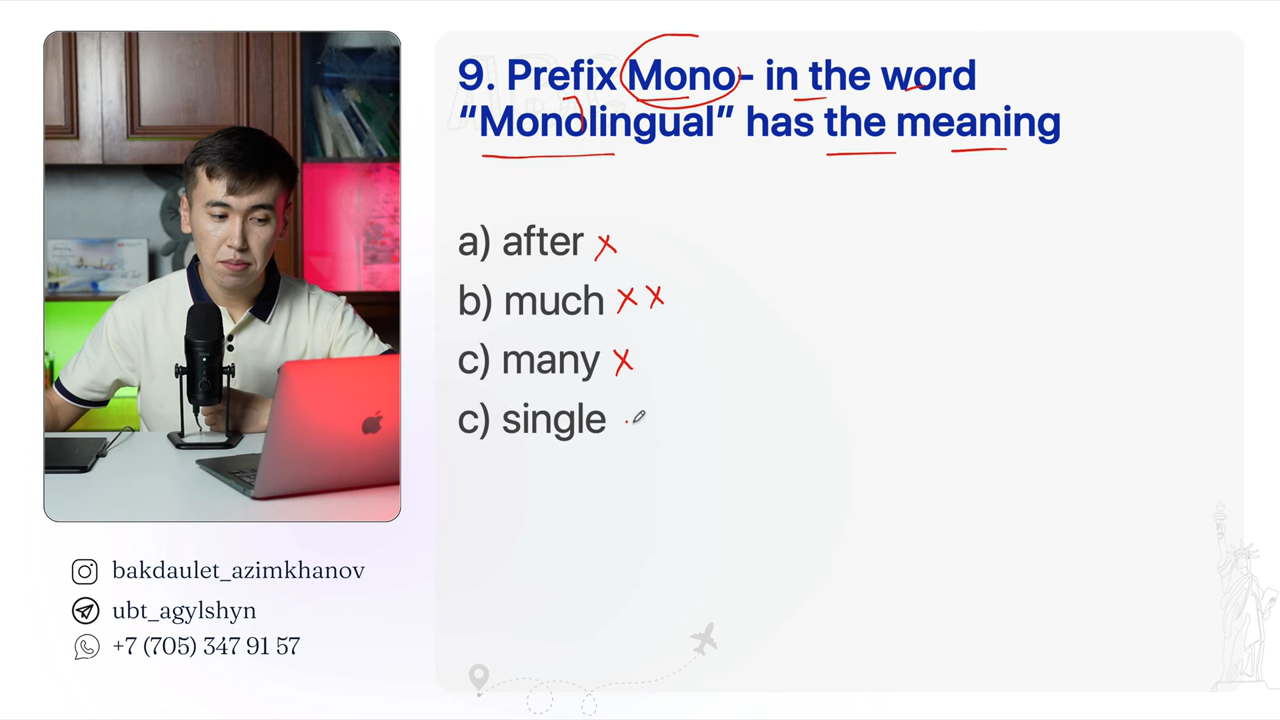 9. Prefix Mono- in the word
“Monolingual” has the meaning
a) after
b) much
c) many
c) single
bakdaulet_azimkhanov
ubt_agylshyn
+7 (705) 347 91 57